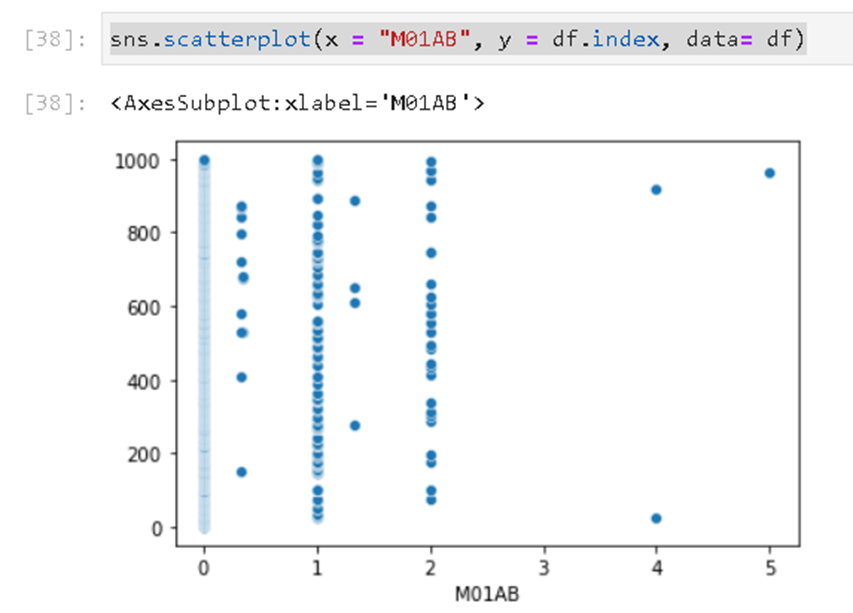 [38]: sns.scatterplot(x = "M01AB", y = df.index, data= df)
[38]: <AxesSubplot:xlabel='M01AB'>
1000
800
600
400
200
0
0 1 2 3 4 5
M01AB